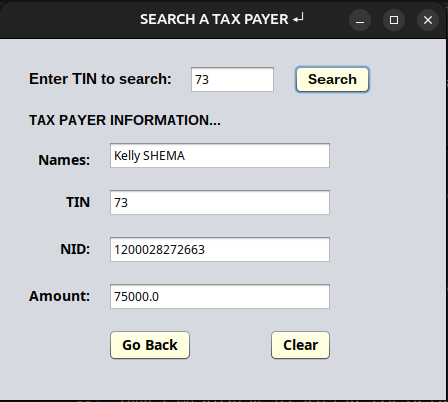 SEARCH A TAX PAYER ↵
Enter TIN to search: 73 Search
TAX PAYER INFORMATION...
Names: Kelly SHEMA
TIN 73
NID: 1200028272663
Amount: 75000.0
Go Back Clear